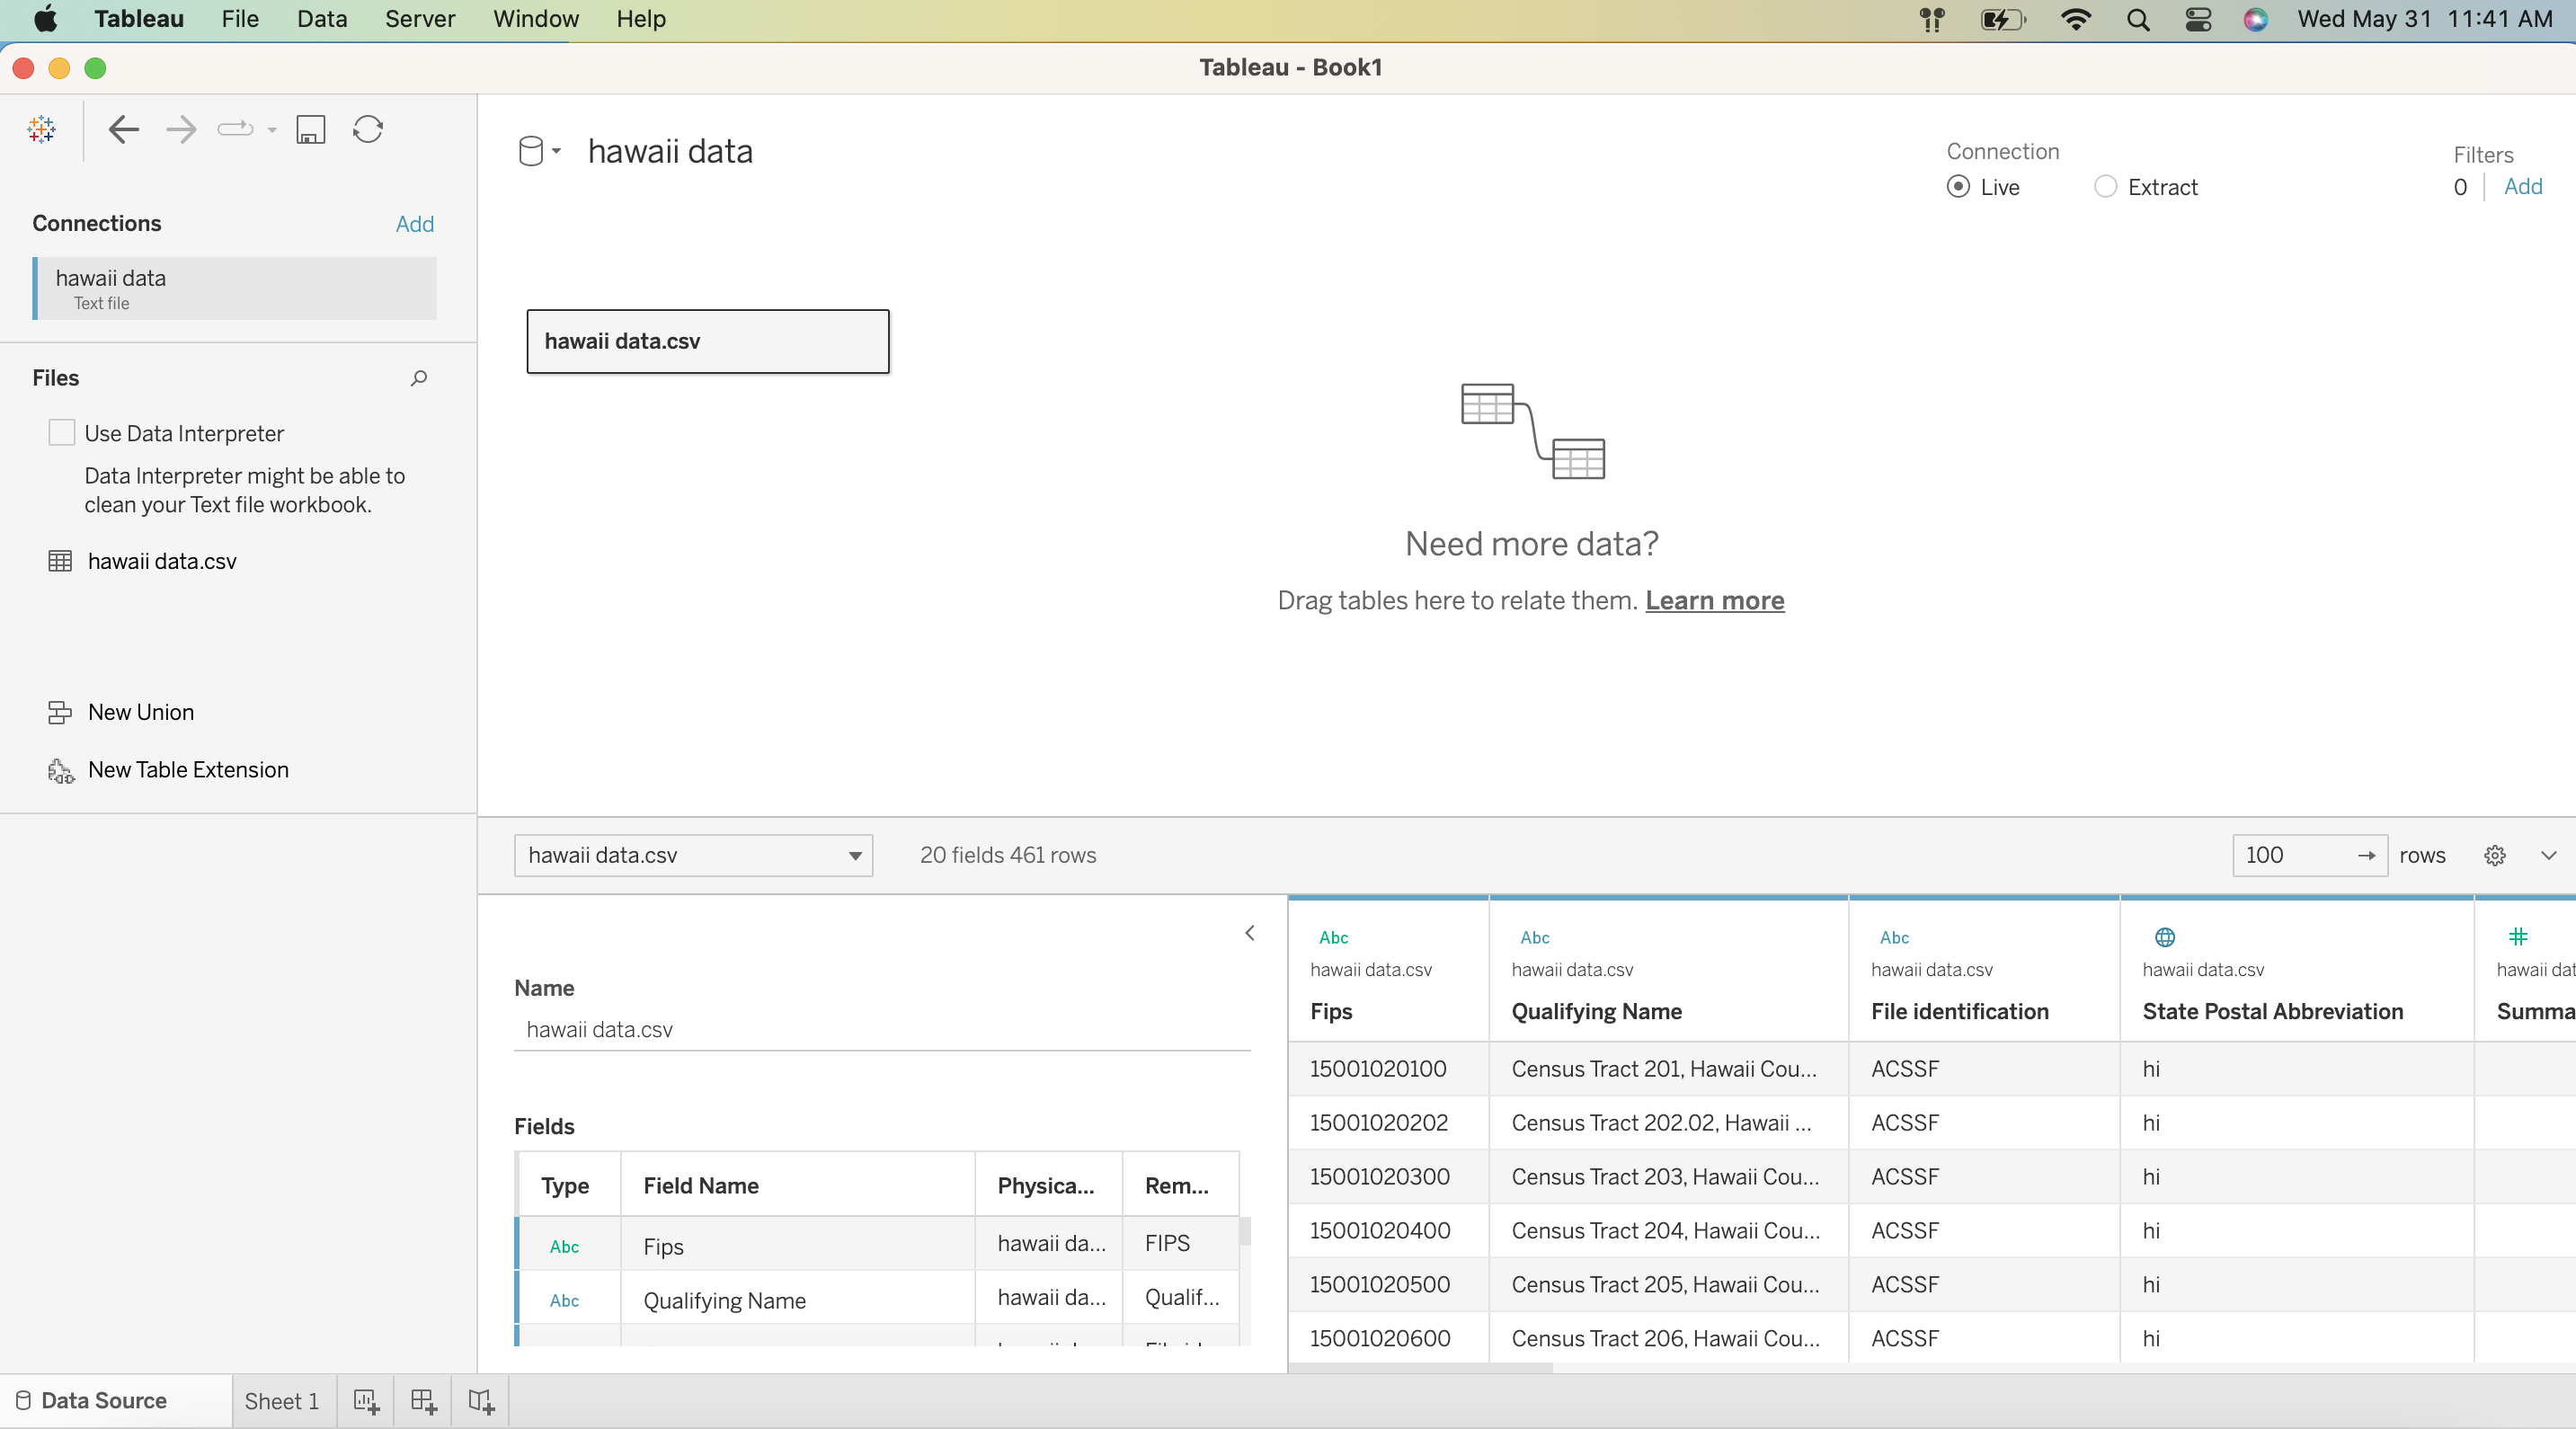 Tableau File Data Server Window Help Wed May 31 11:41 AM
Tableau - Book1
hawaii data
Connection
Live Extract
Filters
0 Add
Connections Add
hawaii data
Text file
hawaii data.csv
Files
Use Data Interpreter
Data Interpreter might be able to
clean your Text file workbook.
hawaii data.csv
New Union
New Table Extension
Need more data?
Drag tables here to relate them. Learn more
hawaii data.csv 20 fields 461 rows 100 rows
Name
hawaii data.csv
Fields
Type Field Name Physica... Rem...
Abc Fips hawaii da... FIPS
Abc Qualifying Name hawaii da... Qualif...
Abc Abc Abc
hawaii data.csv hawaii data.csv hawaii data.csv hawaii data.csv hawaii dat
Fips Qualifying Name File identification State Postal Abbreviation Summa
15001020100 Census Tract 201, Hawaii Cou... ACSSF hi
15001020202 Census Tract 202.02, Hawaii ... ACSSF hi
15001020300 Census Tract 203, Hawaii Cou... ACSSF hi
15001020400 Census Tract 204, Hawaii Cou... ACSSF hi
15001020500 Census Tract 205, Hawaii Cou... ACSSF hi
15001020600 Census Tract 206, Hawaii Cou... ACSSF hi
Data Source Sheet 1